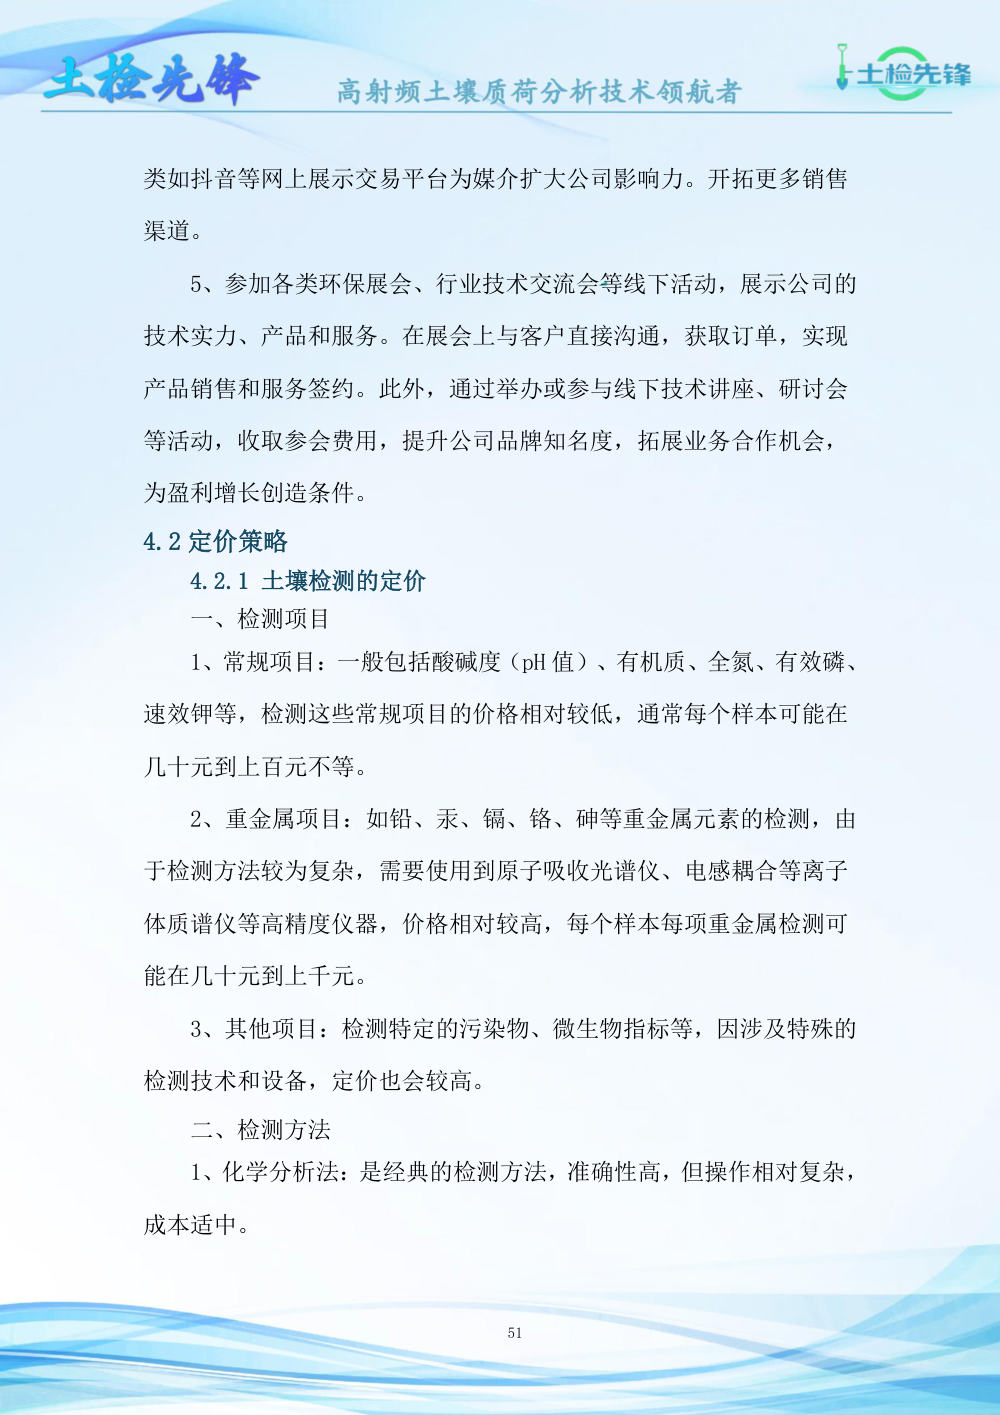 土检先锋
高射频土壤质荷分析技术领航者
土检先锋
类如抖音等网上展示交易平台为媒介扩大公司影响力。开拓更多销售
渠道。
5、参加各类环保展会、行业技术交流会等线下活动，展示公司的
技术实力、产品和服务。在展会上与客户直接沟通，获取订单，实现
产品销售和服务签约。此外，通过举办或参与线下技术讲座、研讨会
等活动，收取参会费用，提升公司品牌知名度，拓展业务合作机会，
为盈利增长创造条件。
4.2 定价策略
4.2.1 土壤检测的定价
一、检测项目
1、常规项目：一般包括酸碱度（pH 值）、有机质、全氮、有效磷、
速效钾等，检测这些常规项目的价格相对较低，通常每个样本可能在
几十元到上百元不等。
2、重金属项目：如铅、汞、镉、铬、砷等重金属元素的检测，由
于检测方法较为复杂，需要使用到原子吸收光谱仪、电感耦合等离子
体质谱仪等高精度仪器，价格相对较高，每个样本每项重金属检测可
能在几十元到上千元。
3、其他项目：检测特定的污染物、微生物指标等，因涉及特殊的
检测技术和设备，定价也会较高。
二、检测方法
1、化学分析法：是经典的检测方法，准确性高，但操作相对复杂，
成本适中。
51